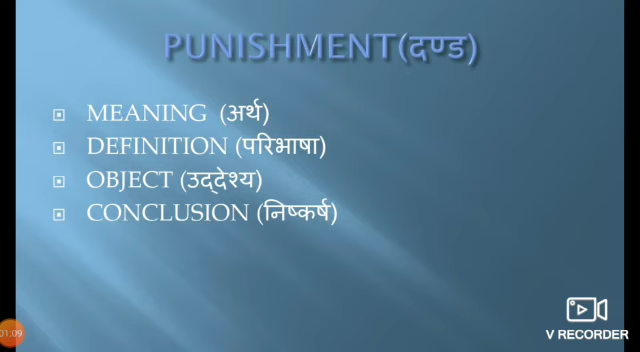 PUNISHMENT(दण्ड)
MEANING (अर्थ)
DEFINITION (परिभाषा)
OBJECT (उद्देश्य)
CONCLUSION (निष्कर्ष)
01:09
V RECORDER